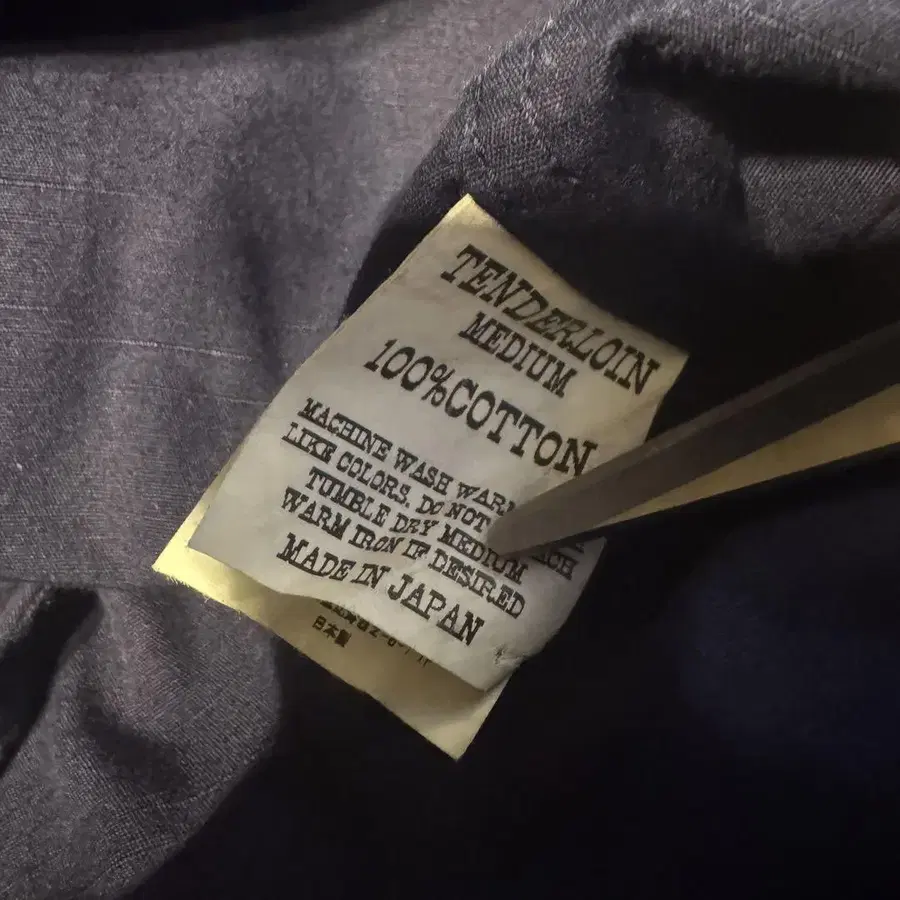 TENDERLOIN
MEDIUM
100%COTTON
MACHINE WASH WARM
LIKE COLORS. DO NOT
TUMBLE DRY MEDIUM
WARM IRON IF DESIRED
MADE IN JAPAN
日本製